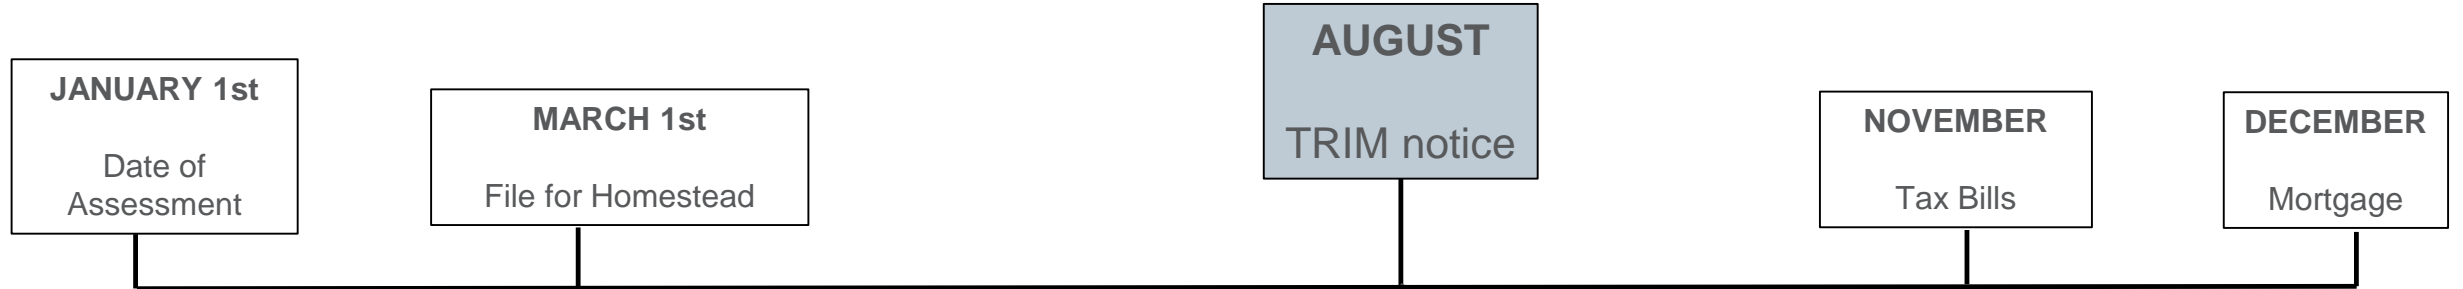 JANUARY 1st
Date of
Assessment
MARCH 1st
File for Homestead
AUGUST
TRIM notice
NOVEMBER
Tax Bills
DECEMBER
Mortgage